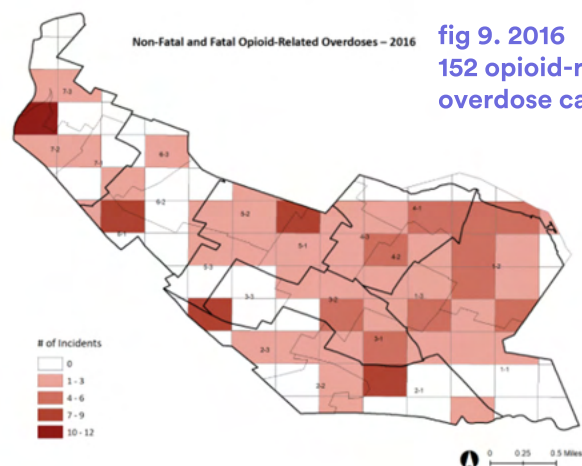 Non-Fatal and Fatal Opioid-Related Overdoses – 2016
fig 9. 2016
152 opioid-r
overdose ca
7-3
7-2
7-1
6-3
6-2
6-1
5-2
5-1
5-3
4-1
4-3
4-2
1-2
1-3
3-3
3-2
3-1
2-3
2-2
2-1
1-1
# of Incidents
0
1 - 3
4 - 6
7 - 9
10 - 12
0 0.25 0.5 Miles